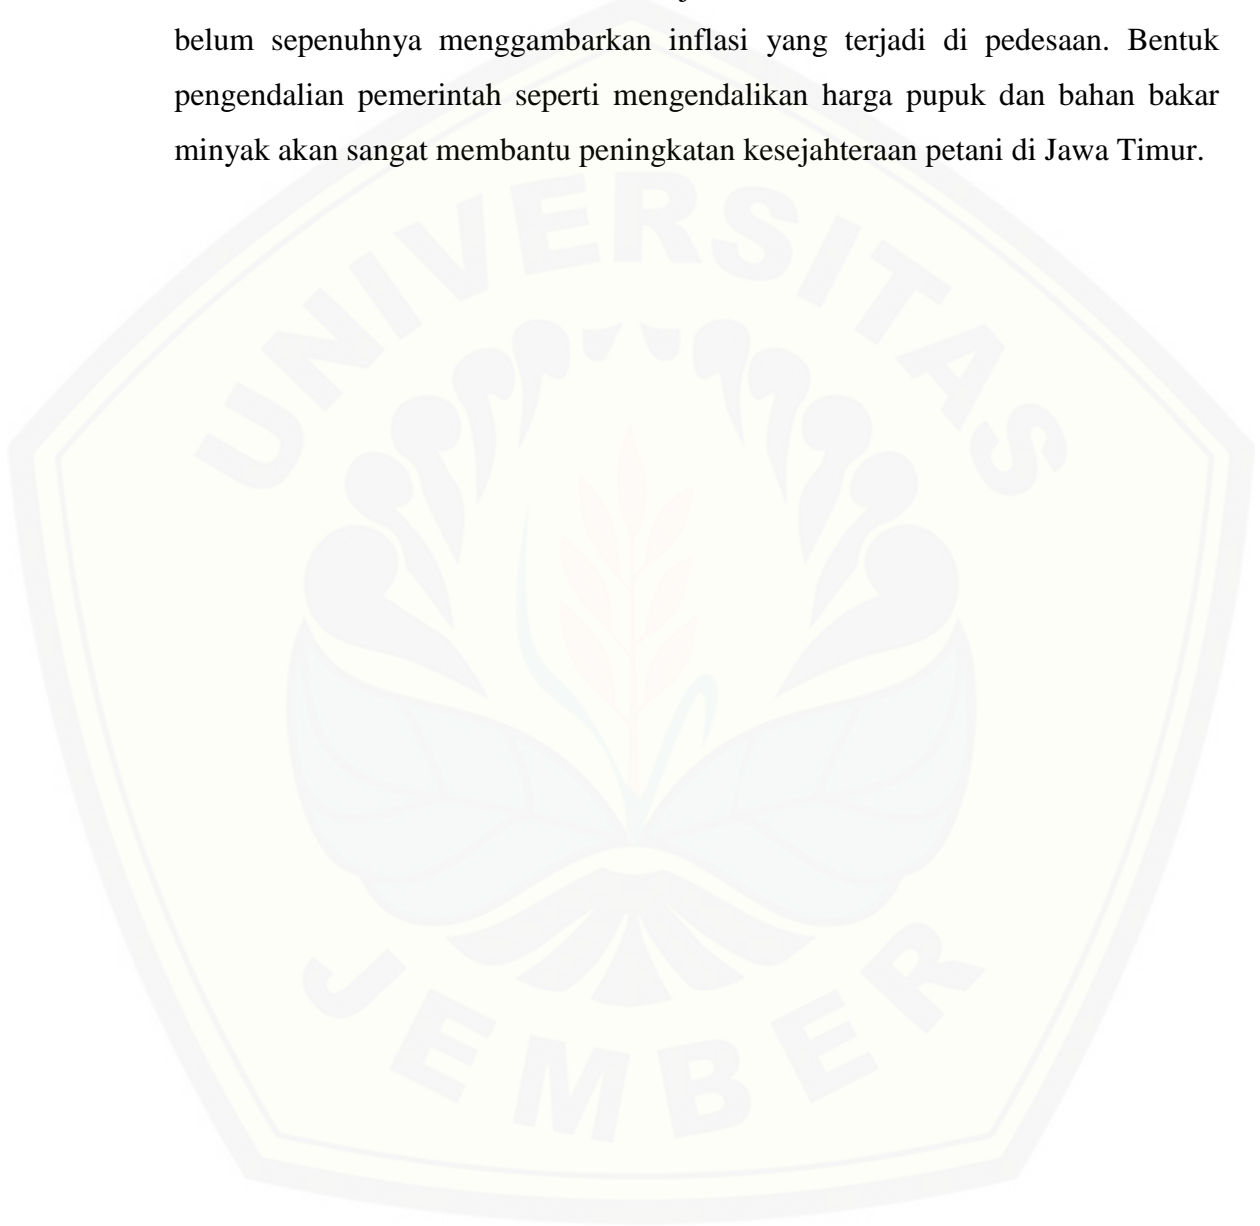 belum sepenuhnya menggambarkan inflasi yang terjadi di pedesaan. Bentuk
pengendalian pemerintah seperti mengendalikan harga pupuk dan bahan bakar
minyak akan sangat membantu peningkatan kesejahteraan petani di Jawa Timur.
UNIVERSITAS
JEMBER